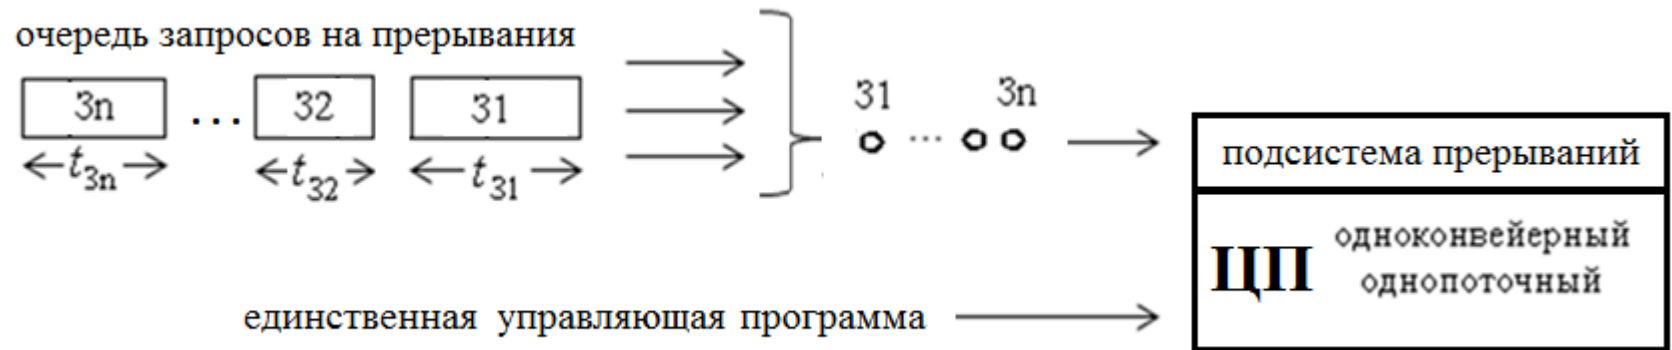 очередь запросов на прерывания
3n ... 32 31
t3n t32 t31
31 ... 3n
подсистема прерываний
ЦП одноконвейерный
однопоточный
единственная управляющая программа